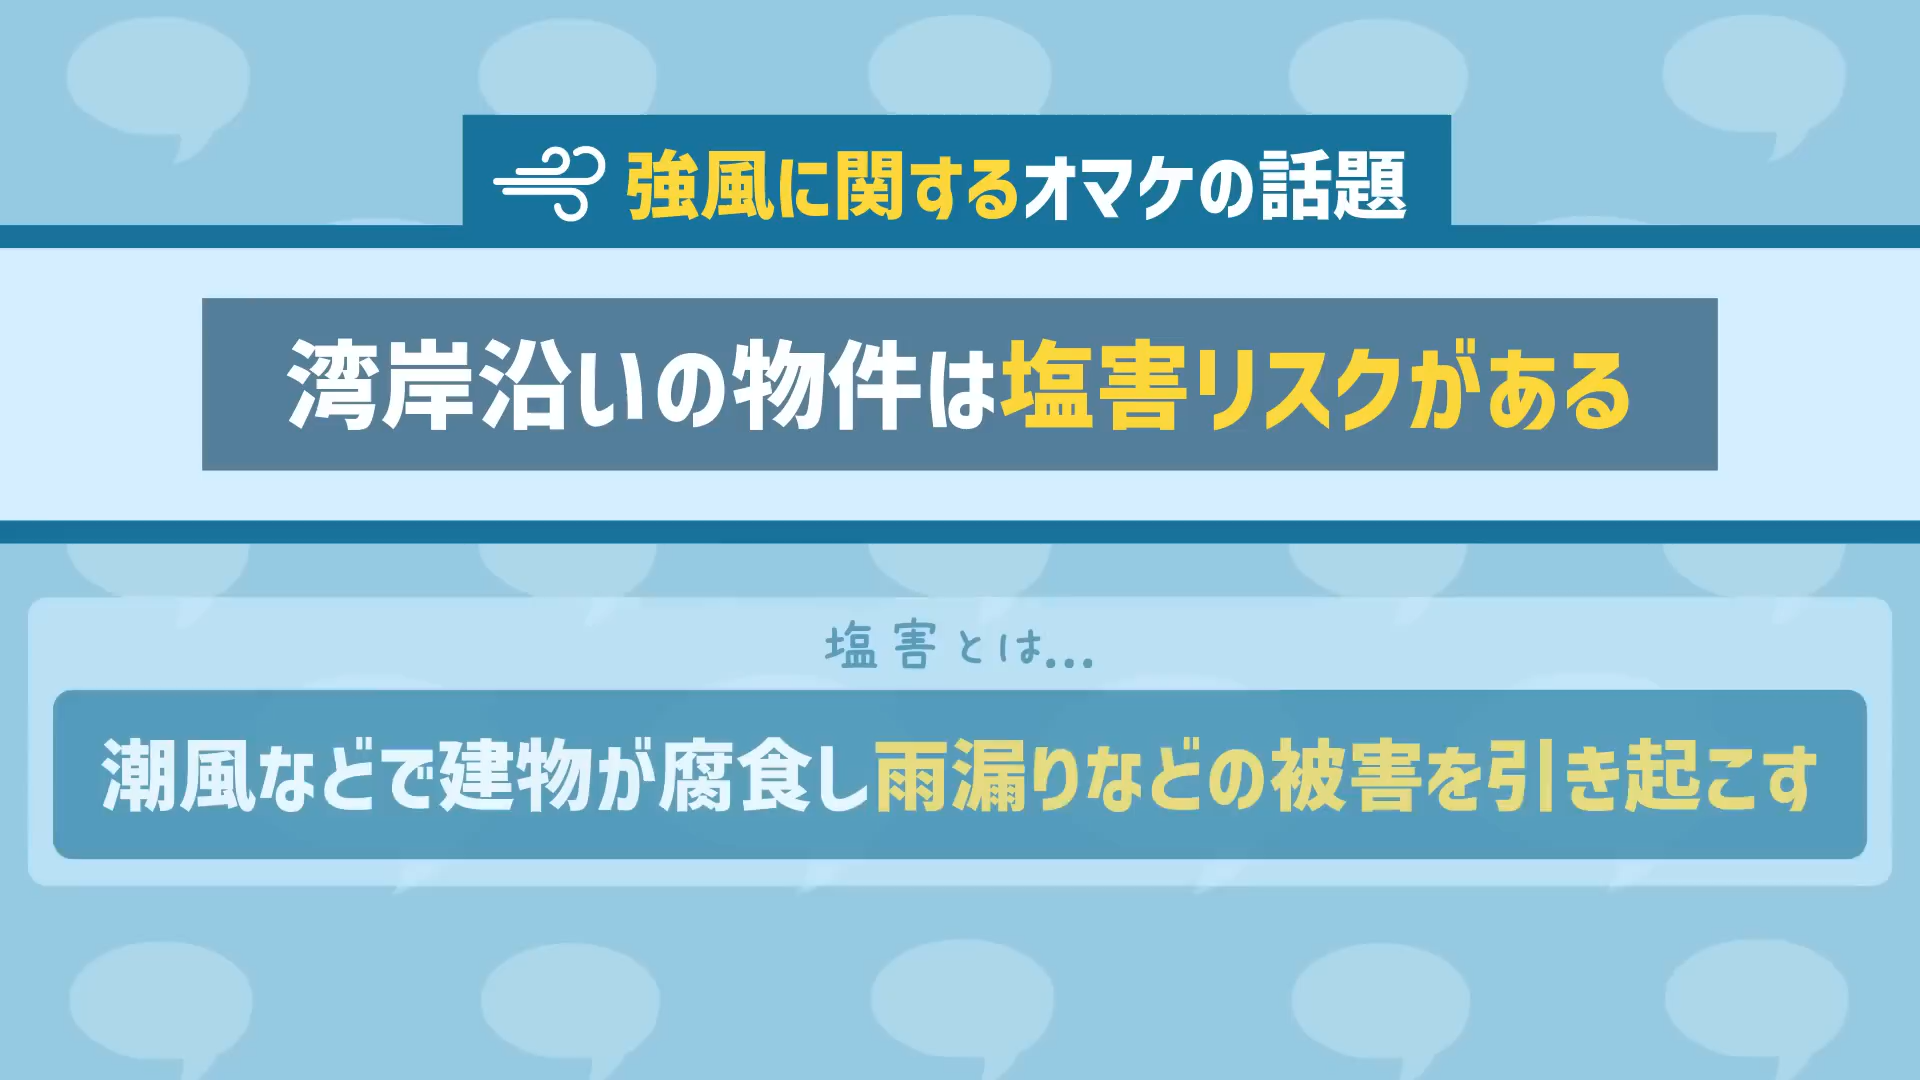 強風に関するオマケの話題
湾岸沿いの物件は塩害リスクがある
塩害とは...
潮風などで建物が腐食し雨漏りなどの被害を引き起こす